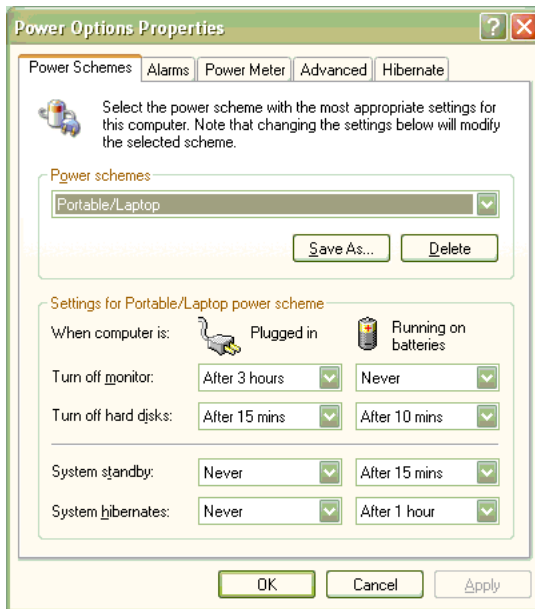 Power Options Properties
Power Schemes Alarms Power Meter Advanced Hibernate
Select the power scheme with the most appropriate settings for
this computer. Note that changing the settings below will modify
the selected scheme.
Power schemes
Portable/Laptop
Save As... Delete
Settings for Portable/Laptop power scheme
When computer is: Plugged in Running on
batteries
Turn off monitor: After 3 hours Never
Turn off hard disks: After 15 mins After 10 mins
System standby: Never After 15 mins
System hibernates: Never After 1 hour
OK Cancel Apply